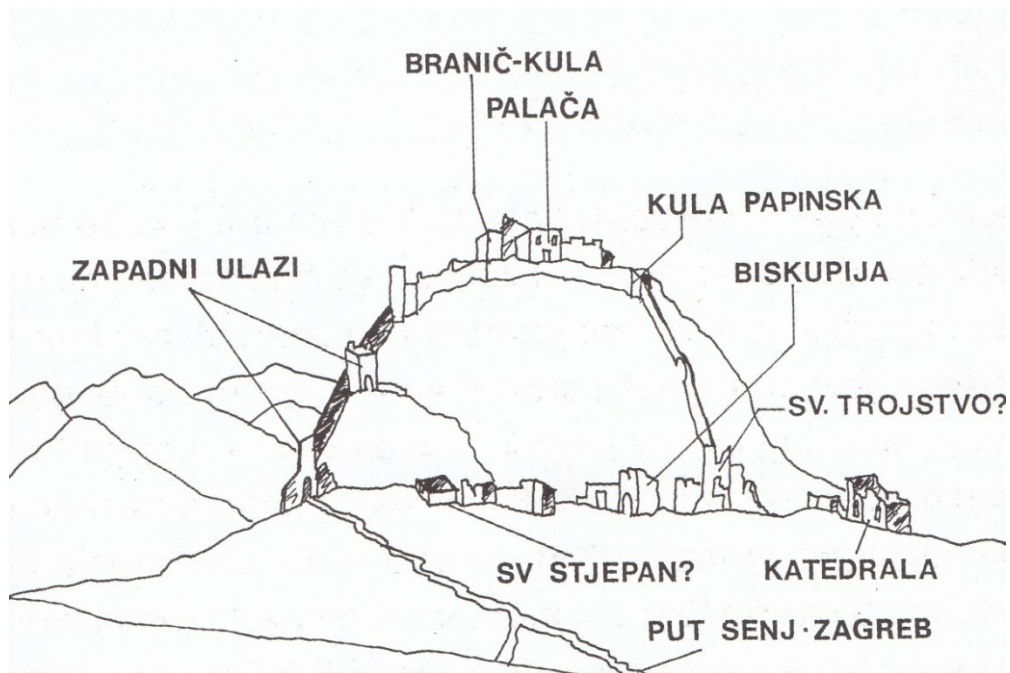 BRANIČ-KULA
PALAČA
KULA PAPINSKA
ZAPADNI ULAZI
BISKUPIJA
SV. TROJSTVO?
SV STJEPAN?
KATEDRALA
PUT SENJ·ZAGREB